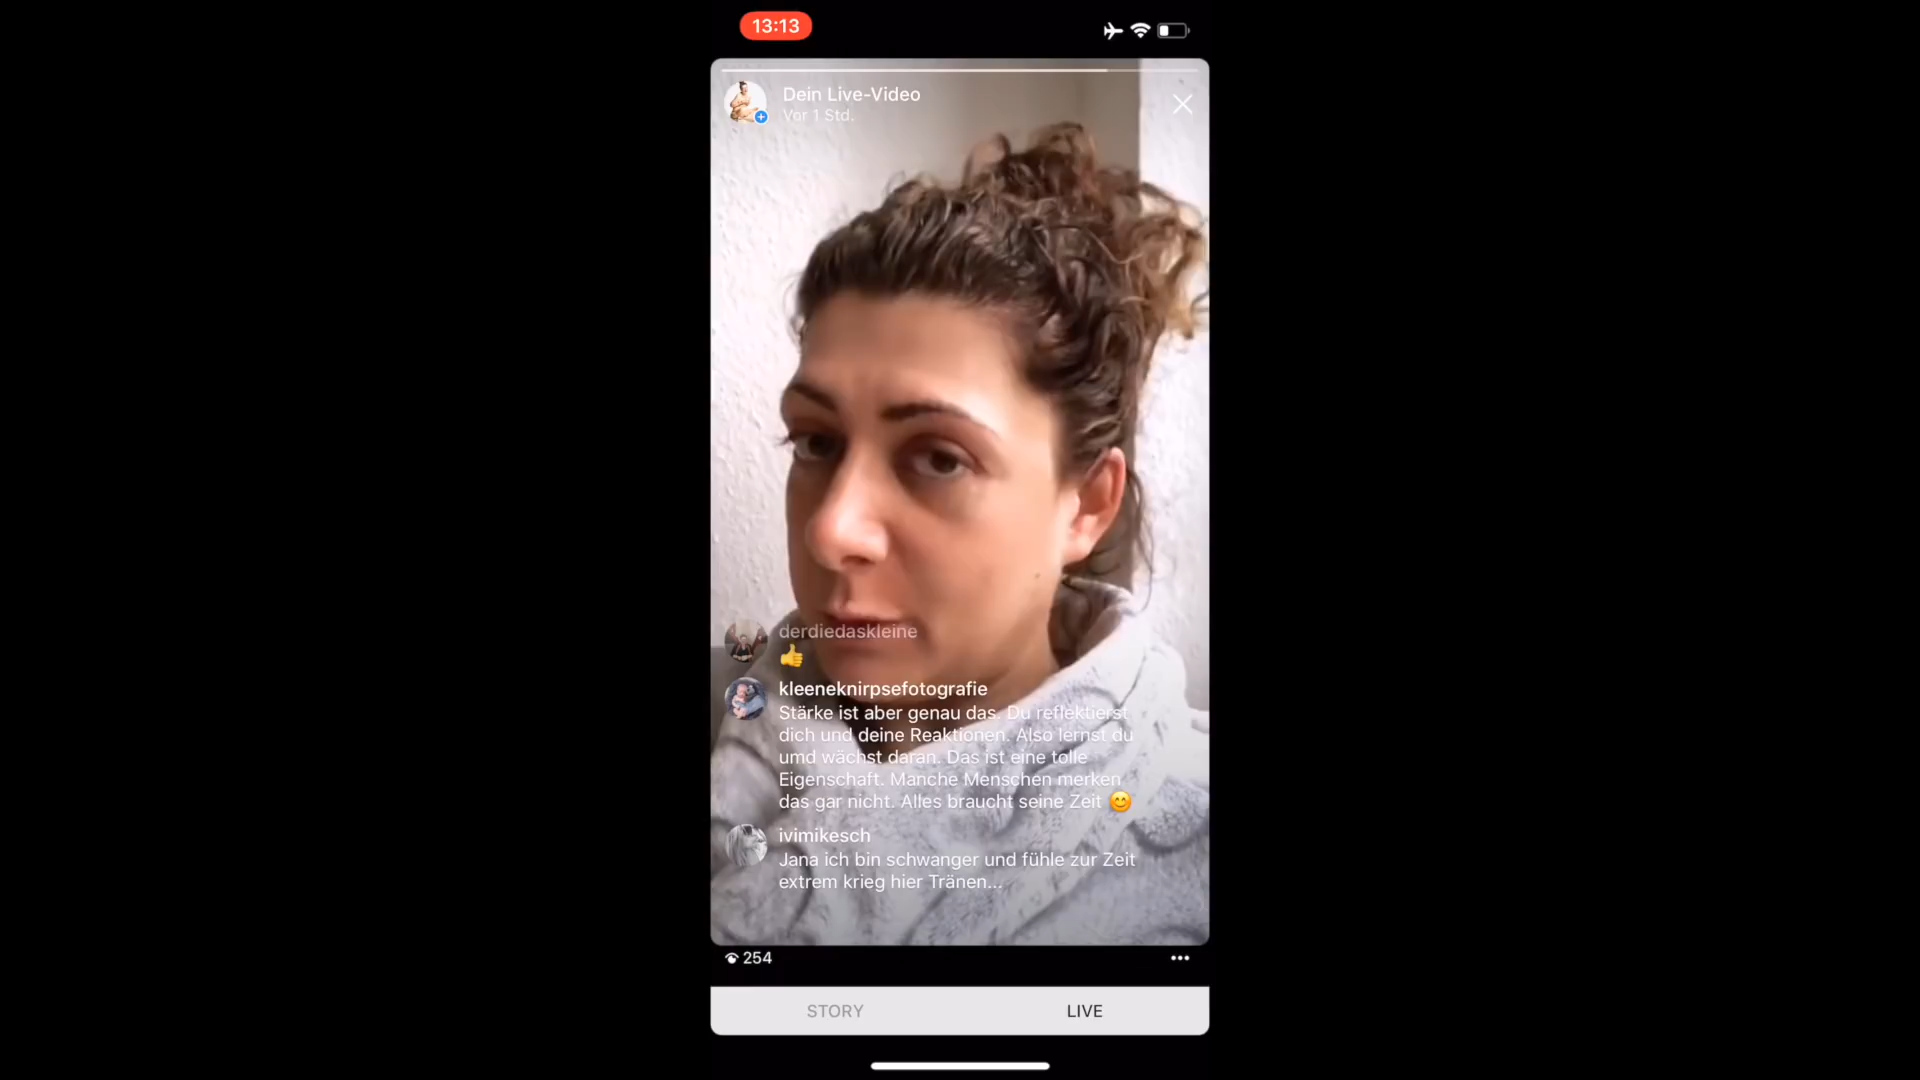 13:13
Dein Live-Video
Vor 1 Std.
derdiedaskleine
👍
kleeneknirpsefotografie
Stärke ist aber genau das. Du reflektierst
dich und deine Reaktionen. Also lernst du
umd wächst daran. Das ist eine tolle
Eigenschaft. Manche Menschen merken
das gar nicht. Alles braucht seine Zeit 😊
ivimikesch
Jana ich bin schwanger und fühle zur Zeit
extrem krieg hier Tränen...
254
STORY
LIVE